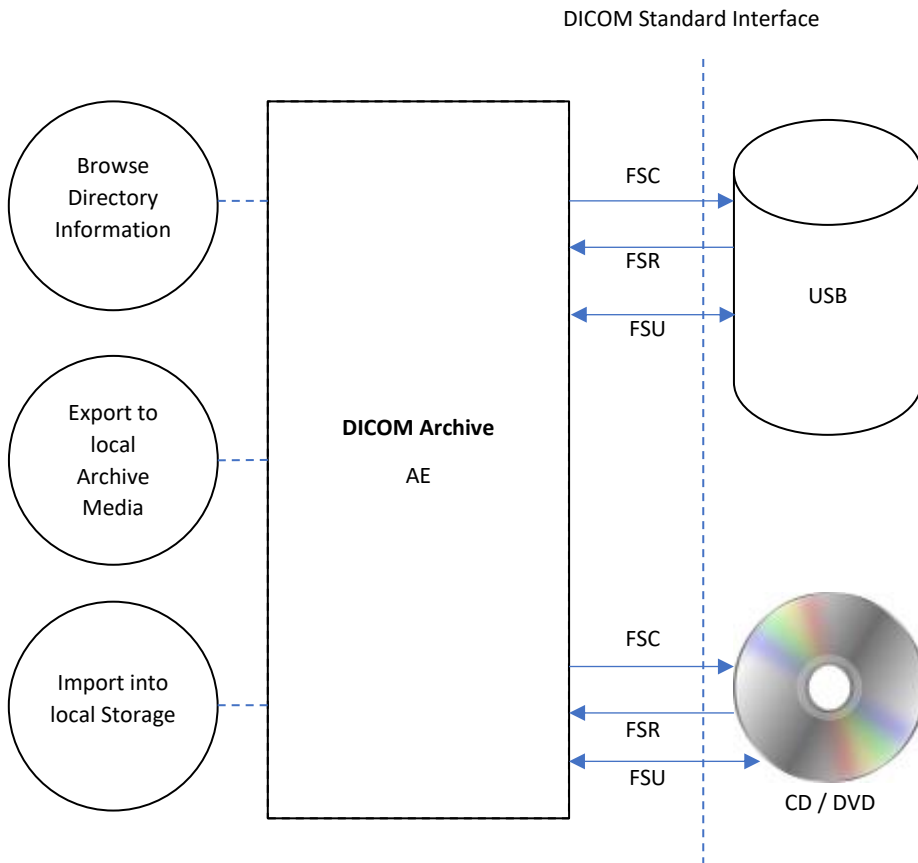 DICOM Standard Interface
Browse
Directory
Information
Export to
local
Archive
Media
Import into
local Storage
DICOM Archive
AE
FSC
FSR
FSU
USB
FSC
FSR
FSU
CD / DVD